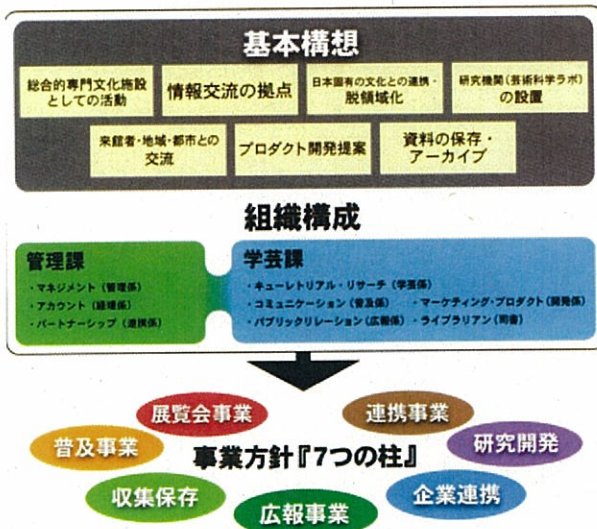 基本構想
総合的専門文化施設
としての活動
情報交流の拠点
日本固有の文化との連携・
脱領域化
研究機関(芸術科学ラボ)
の設置
来館者・地域・都市との
交流
プロダクト開発提案
資料の保存・
アーカイブ
組織構成
管理課
・マネジメント(管理係)
・アカウント(経理係)
・パートナーシップ(連携係)
学芸課
・キューレトリアル・リサーチ(学芸係)
・コミュニケーション(普及係)
・マーケティング・プロダクト(開発係)
・パブリックリレーション(広報係)
・ライブラリアン(司書)
展覧会事業
連携事業
普及事業
事業方針『7つの柱』
研究開発
収集保存
広報事業
企業連携